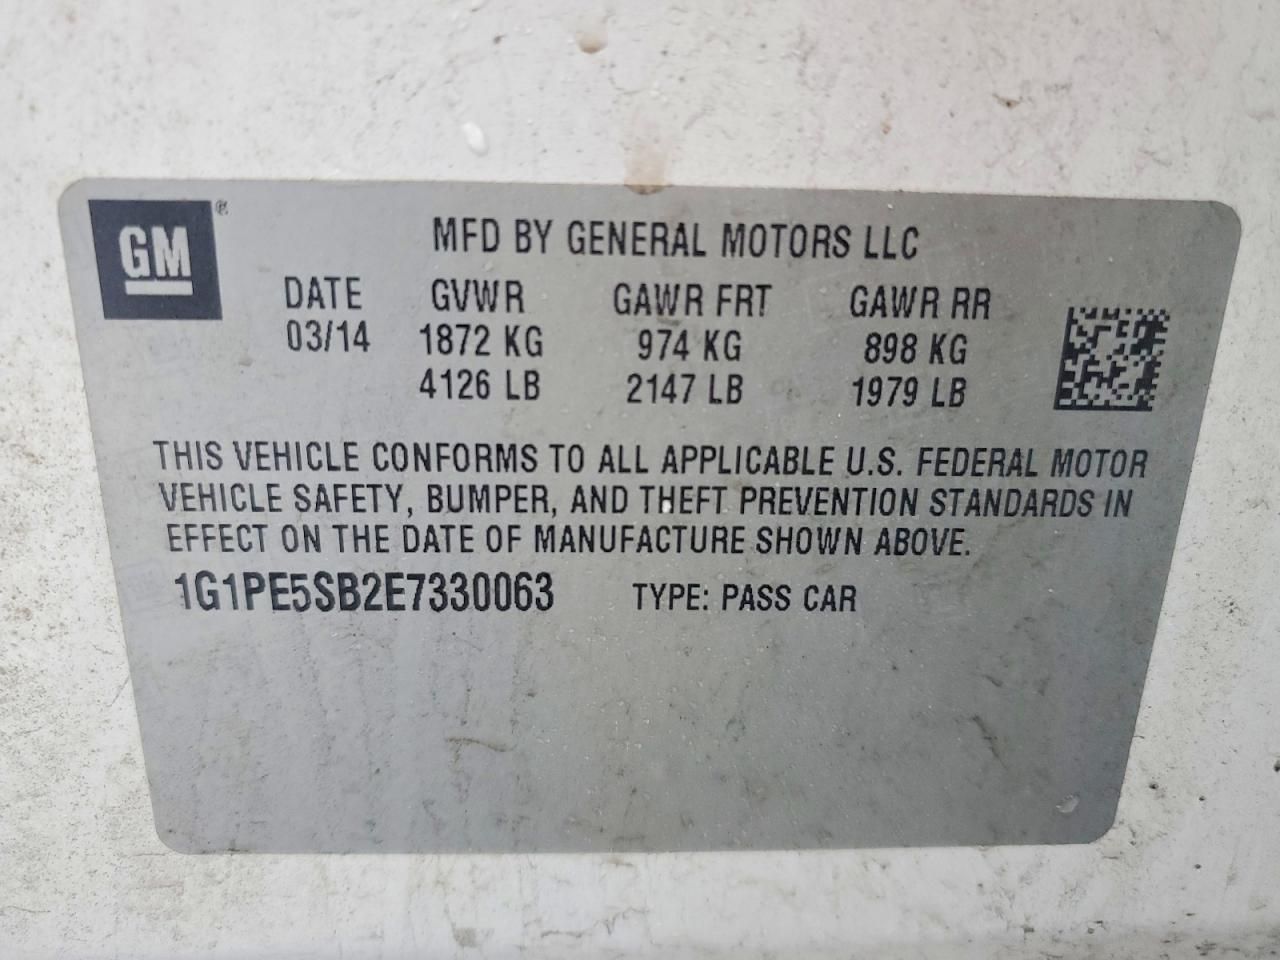 GM®
MFD BY GENERAL MOTORS LLC
DATE GVWR GAWR FRT GAWR RR
03/14 1872 KG 974 KG 898 KG
4126 LB 2147 LB 1979 LB
THIS VEHICLE CONFORMS TO ALL APPLICABLE U.S. FEDERAL MOTOR
VEHICLE SAFETY, BUMPER, AND THEFT PREVENTION STANDARDS IN
EFFECT ON THE DATE OF MANUFACTURE SHOWN ABOVE.
1G1PE5SB2E7330063 TYPE: PASS CAR